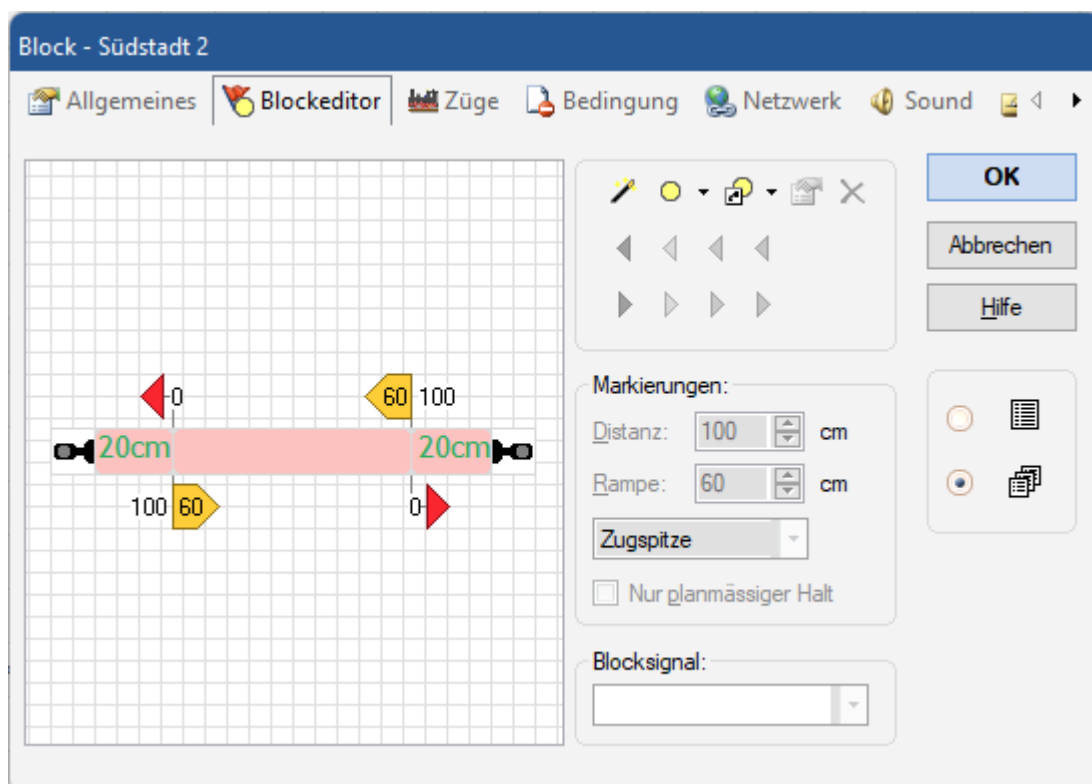 Block - Südstadt 2
Allgemeines Blockeditor Züge Bedingung Netzwerk Sound
OK
Abbrechen
Hilfe
0 60 100
20cm 20cm
100 60 0
Markierungen:
Distanz: 100 cm
Rampe: 60 cm
Zugspitze
Nur planmässiger Halt
Blocksignal: